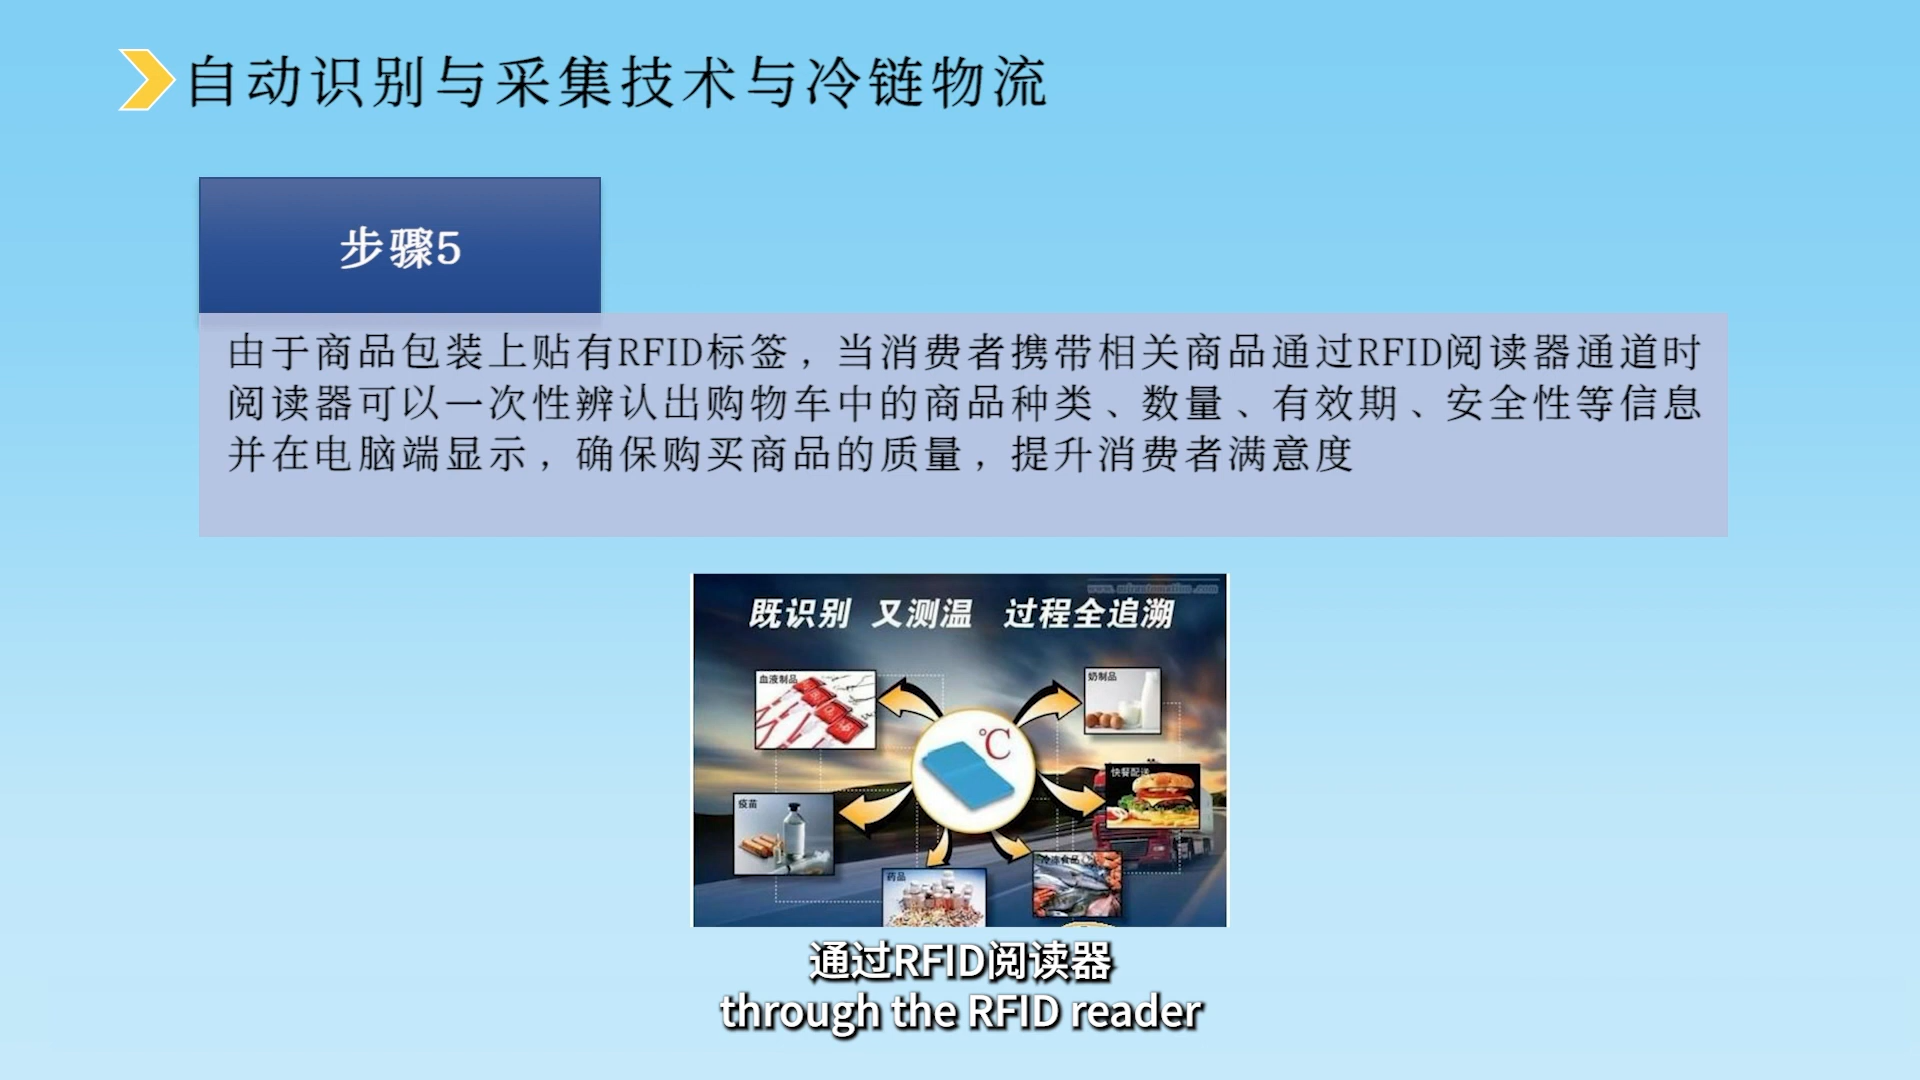 自动识别与采集技术与冷链物流
步骤5
由于商品包装上贴有RFID标签，当消费者携带相关商品通过RFID阅读器通道时
阅读器可以一次性辨认出购物车中的商品种类、数量、有效期、安全性等信息
并在电脑端显示，确保购买商品的质量，提升消费者满意度
既识别 又测温 过程全追溯
血液制品
奶制品
℃
快餐配送
疫苗
冷冻食品
药品
通过RFID阅读器
through the RFID reader